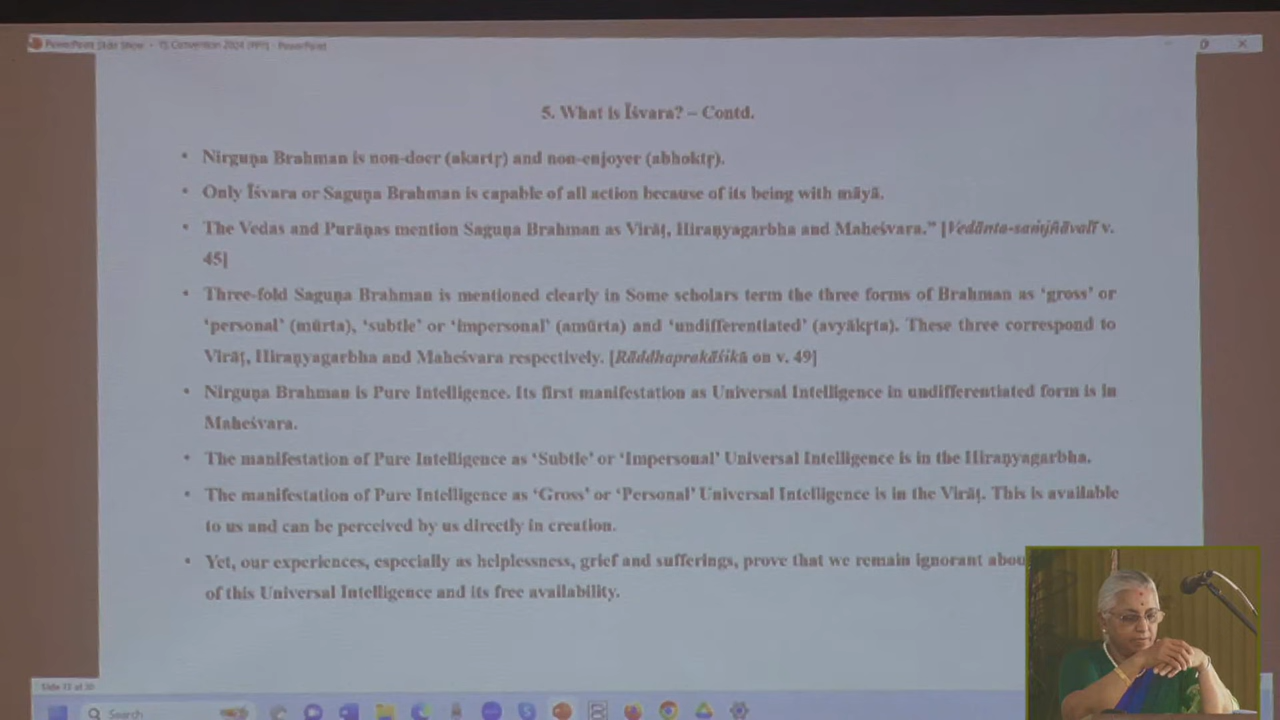 PowerPoint Slide Show - YS Convention 2024 (PPT) - PowerPoint
5. What is Īśvara? – Contd.
• Nirguṇa Brahman is non-doer (akartṛ) and non-enjoyer (abhoktṛ).
• Only Īśvara or Saguṇa Brahman is capable of all action because of its being with māyā.
• The Vedas and Purāṇas mention Saguṇa Brahman as Virāṭ, Hiraṇyagarbha and Maheśvara.” [Vedānta-saṁjñāvalī v.
45]
• Three-fold Saguṇa Brahman is mentioned clearly in Some scholars term the three forms of Brahman as ‘gross’ or
‘personal’ (mūrta), ‘subtle’ or ‘impersonal’ (amūrta) and ‘undifferentiated’ (avyākṛta). These three correspond to
Virāṭ, Hiraṇyagarbha and Maheśvara respectively. [Rāddhaprakāśikā on v. 49]
• Nirguṇa Brahman is Pure Intelligence. Its first manifestation as Universal Intelligence in undifferentiated form is in
Maheśvara.
• The manifestation of Pure Intelligence as ‘Subtle’ or ‘Impersonal’ Universal Intelligence is in the Hiraṇyagarbha.
• The manifestation of Pure Intelligence as ‘Gross’ or ‘Personal’ Universal Intelligence is in the Virāṭ. This is available
to us and can be perceived by us directly in creation.
• Yet, our experiences, especially as helplessness, grief and sufferings, prove that we remain ignorant
of this Universal Intelligence and its free availability.
Slide of 30
Search